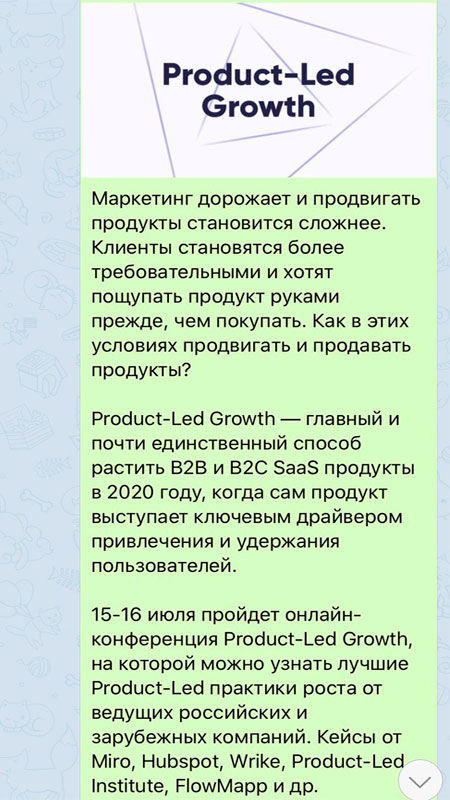 Product-Led
Growth
Маркетинг дорожает и продвигать
продукты становится сложнее.
Клиенты становятся более
требовательными и хотят
пощупать продукт руками
прежде, чем покупать. Как в этих
условиях продвигать и продавать
продукты?
Product-Led Growth — главный и
почти единственный способ
растить B2B и B2C SaaS продукты
в 2020 году, когда сам продукт
выступает ключевым драйвером
привлечения и удержания
пользователей.
15-16 июля пройдет онлайн-
конференция Product-Led Growth,
на которой можно узнать лучшие
Product-Led практики роста от
ведущих российских и
зарубежных компаний. Кейсы от
Miro, Hubspot, Wrike, Product-Led
Institute, FlowMapp и др.